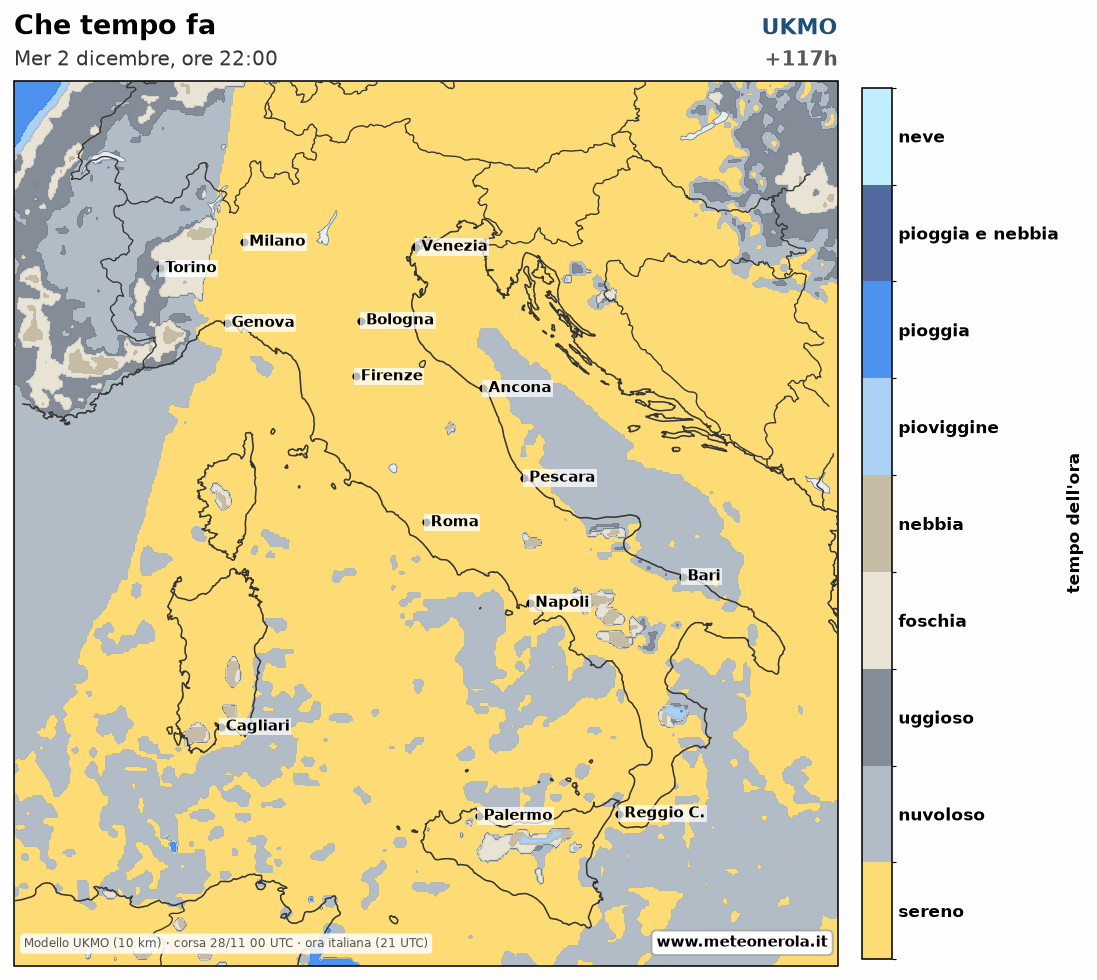 Che tempo fa
UKMO
Mer 2 dicembre, ore 22:00
+117h
Milano
Venezia
Torino
Genova
Bologna
Firenze
Ancona
Pescara
Roma
Bari
Napoli
Cagliari
Palermo
Reggio C.
neve
pioggia e nebbia
pioggia
pioviggine
nebbia
foschia
uggioso
nuvoloso
sereno
tempo dell'ora
Modello UKMO (10 km) · corsa 28/11 00 UTC · ora italiana (21 UTC)
www.meteonerola.it